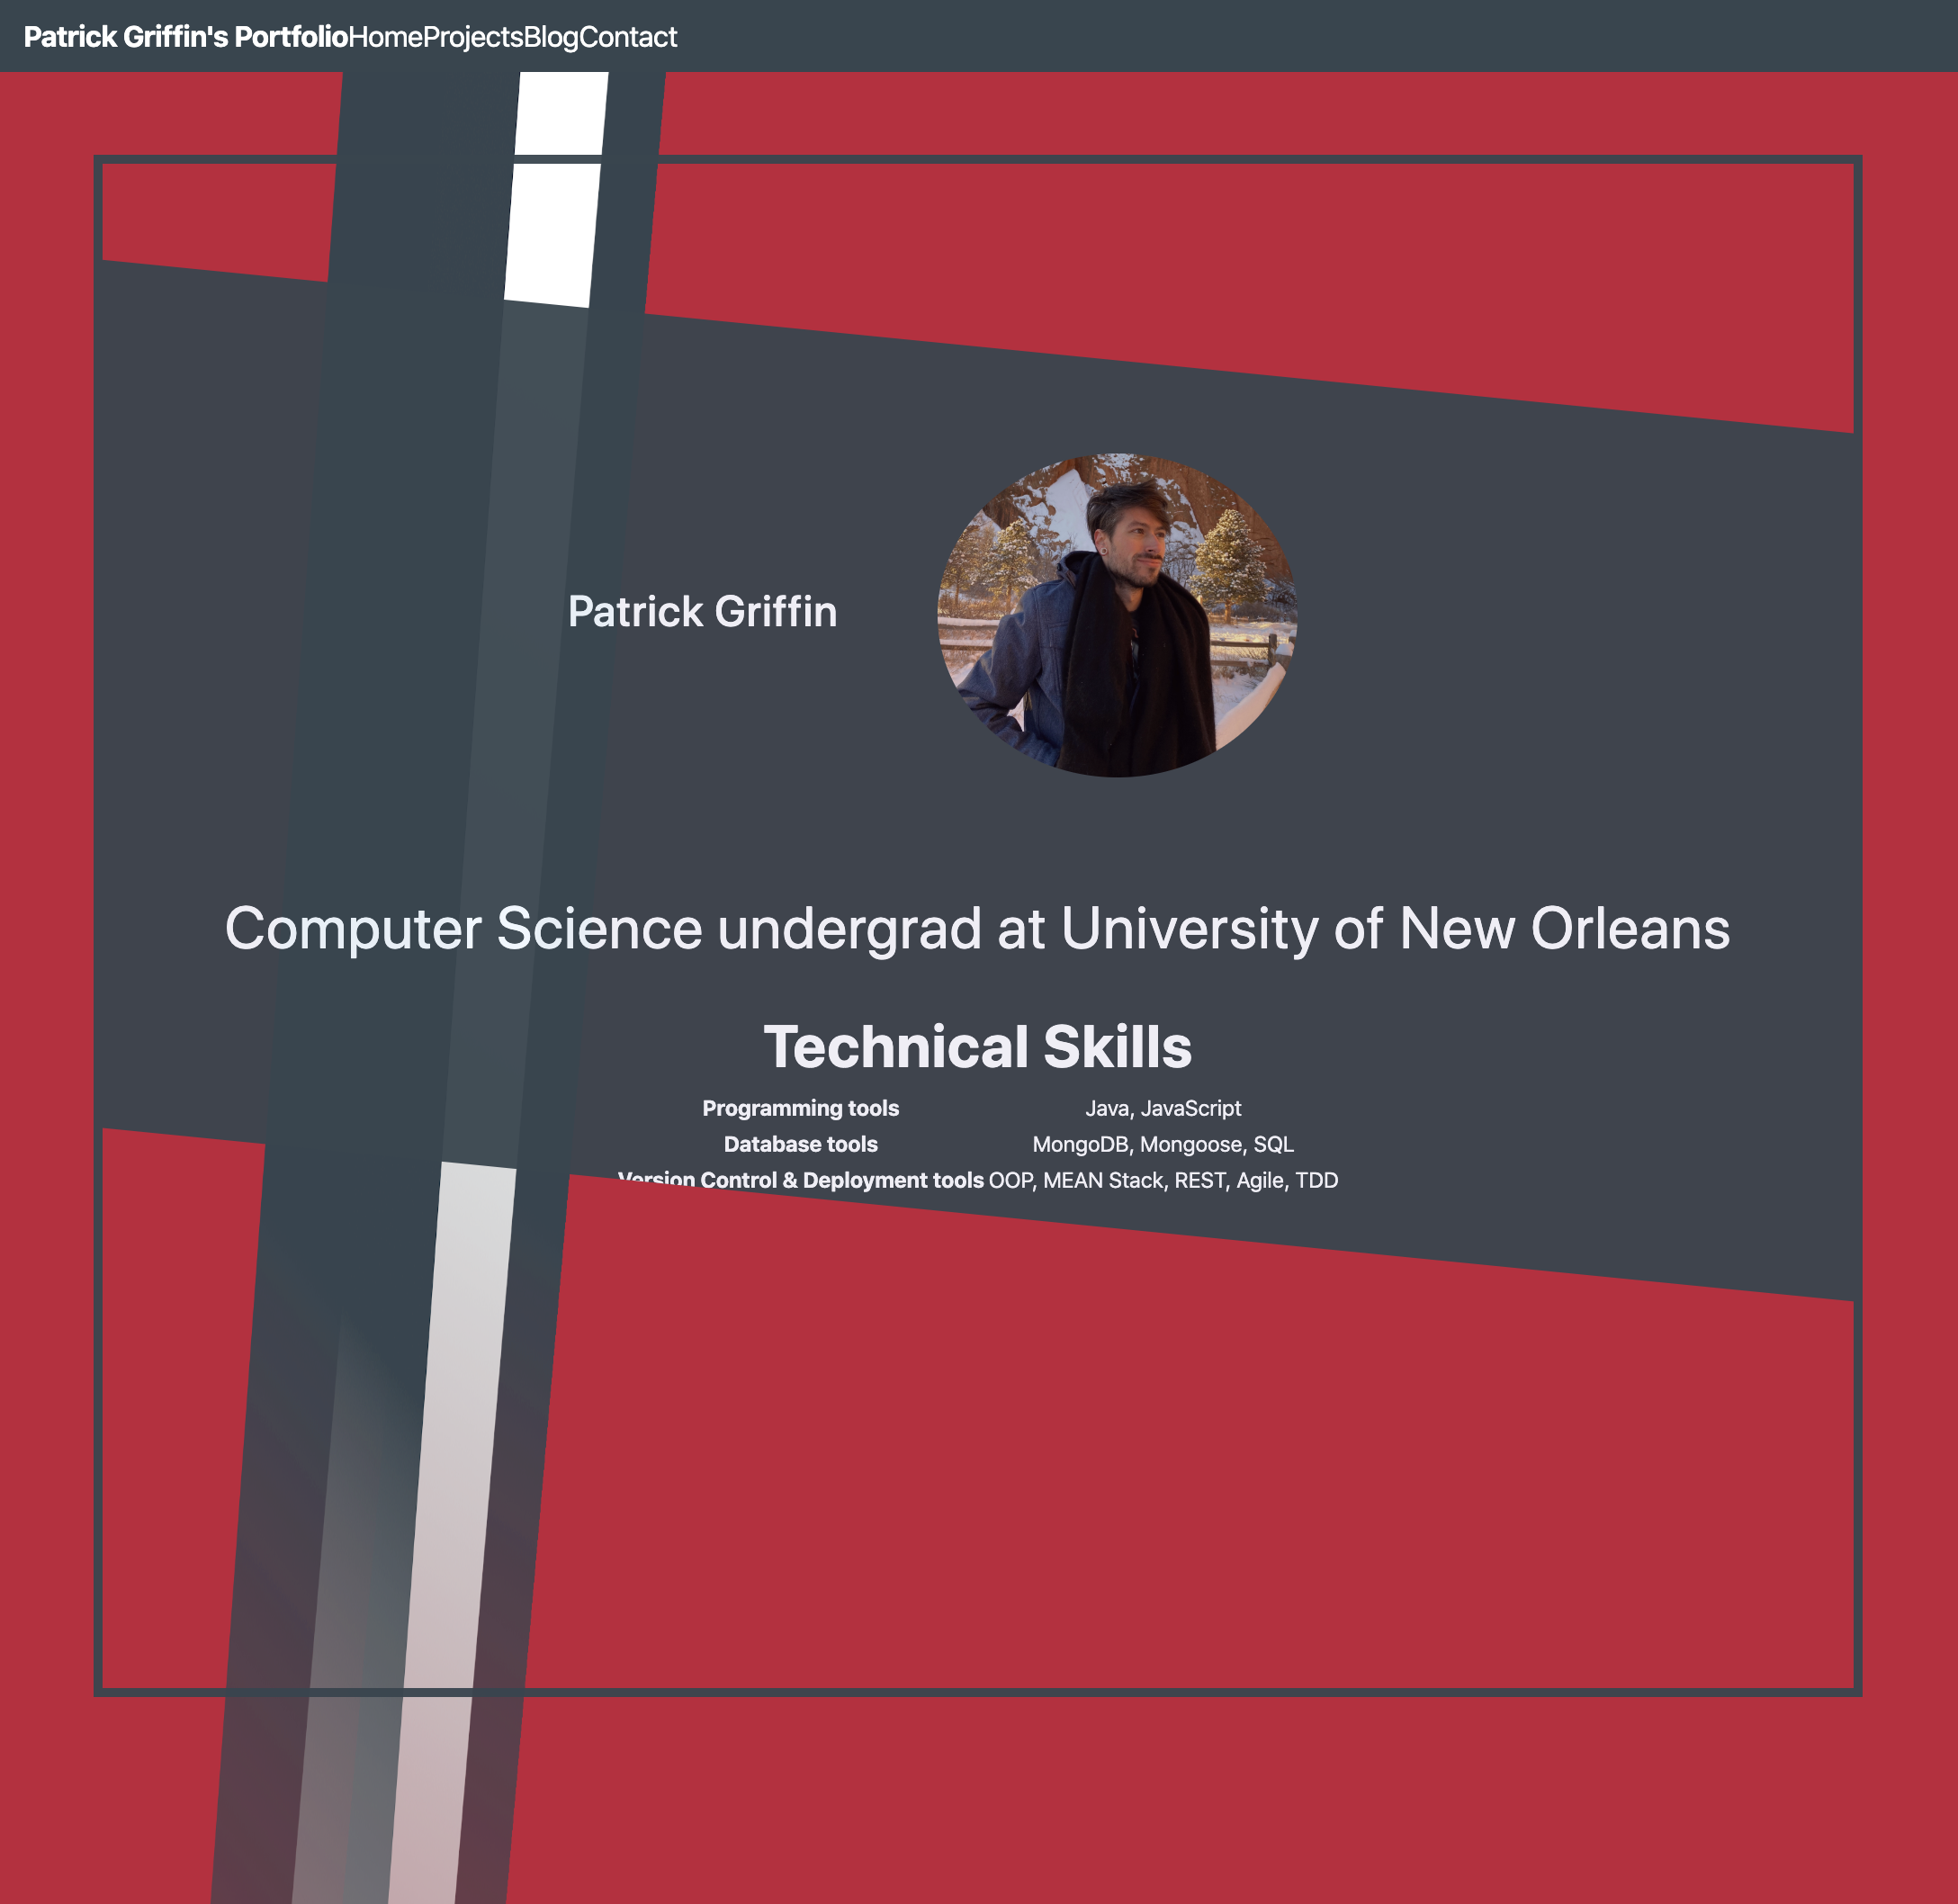 Patrick Griffin's PortfolioHomeProjectsBlogContact
Patrick Griffin
Computer Science undergrad at University of New Orleans
Technical Skills
Programming tools Java, JavaScript
Database tools MongoDB, Mongoose, SQL
Version Control & Deployment tools OOP, MEAN Stack, REST, Agile, TDD